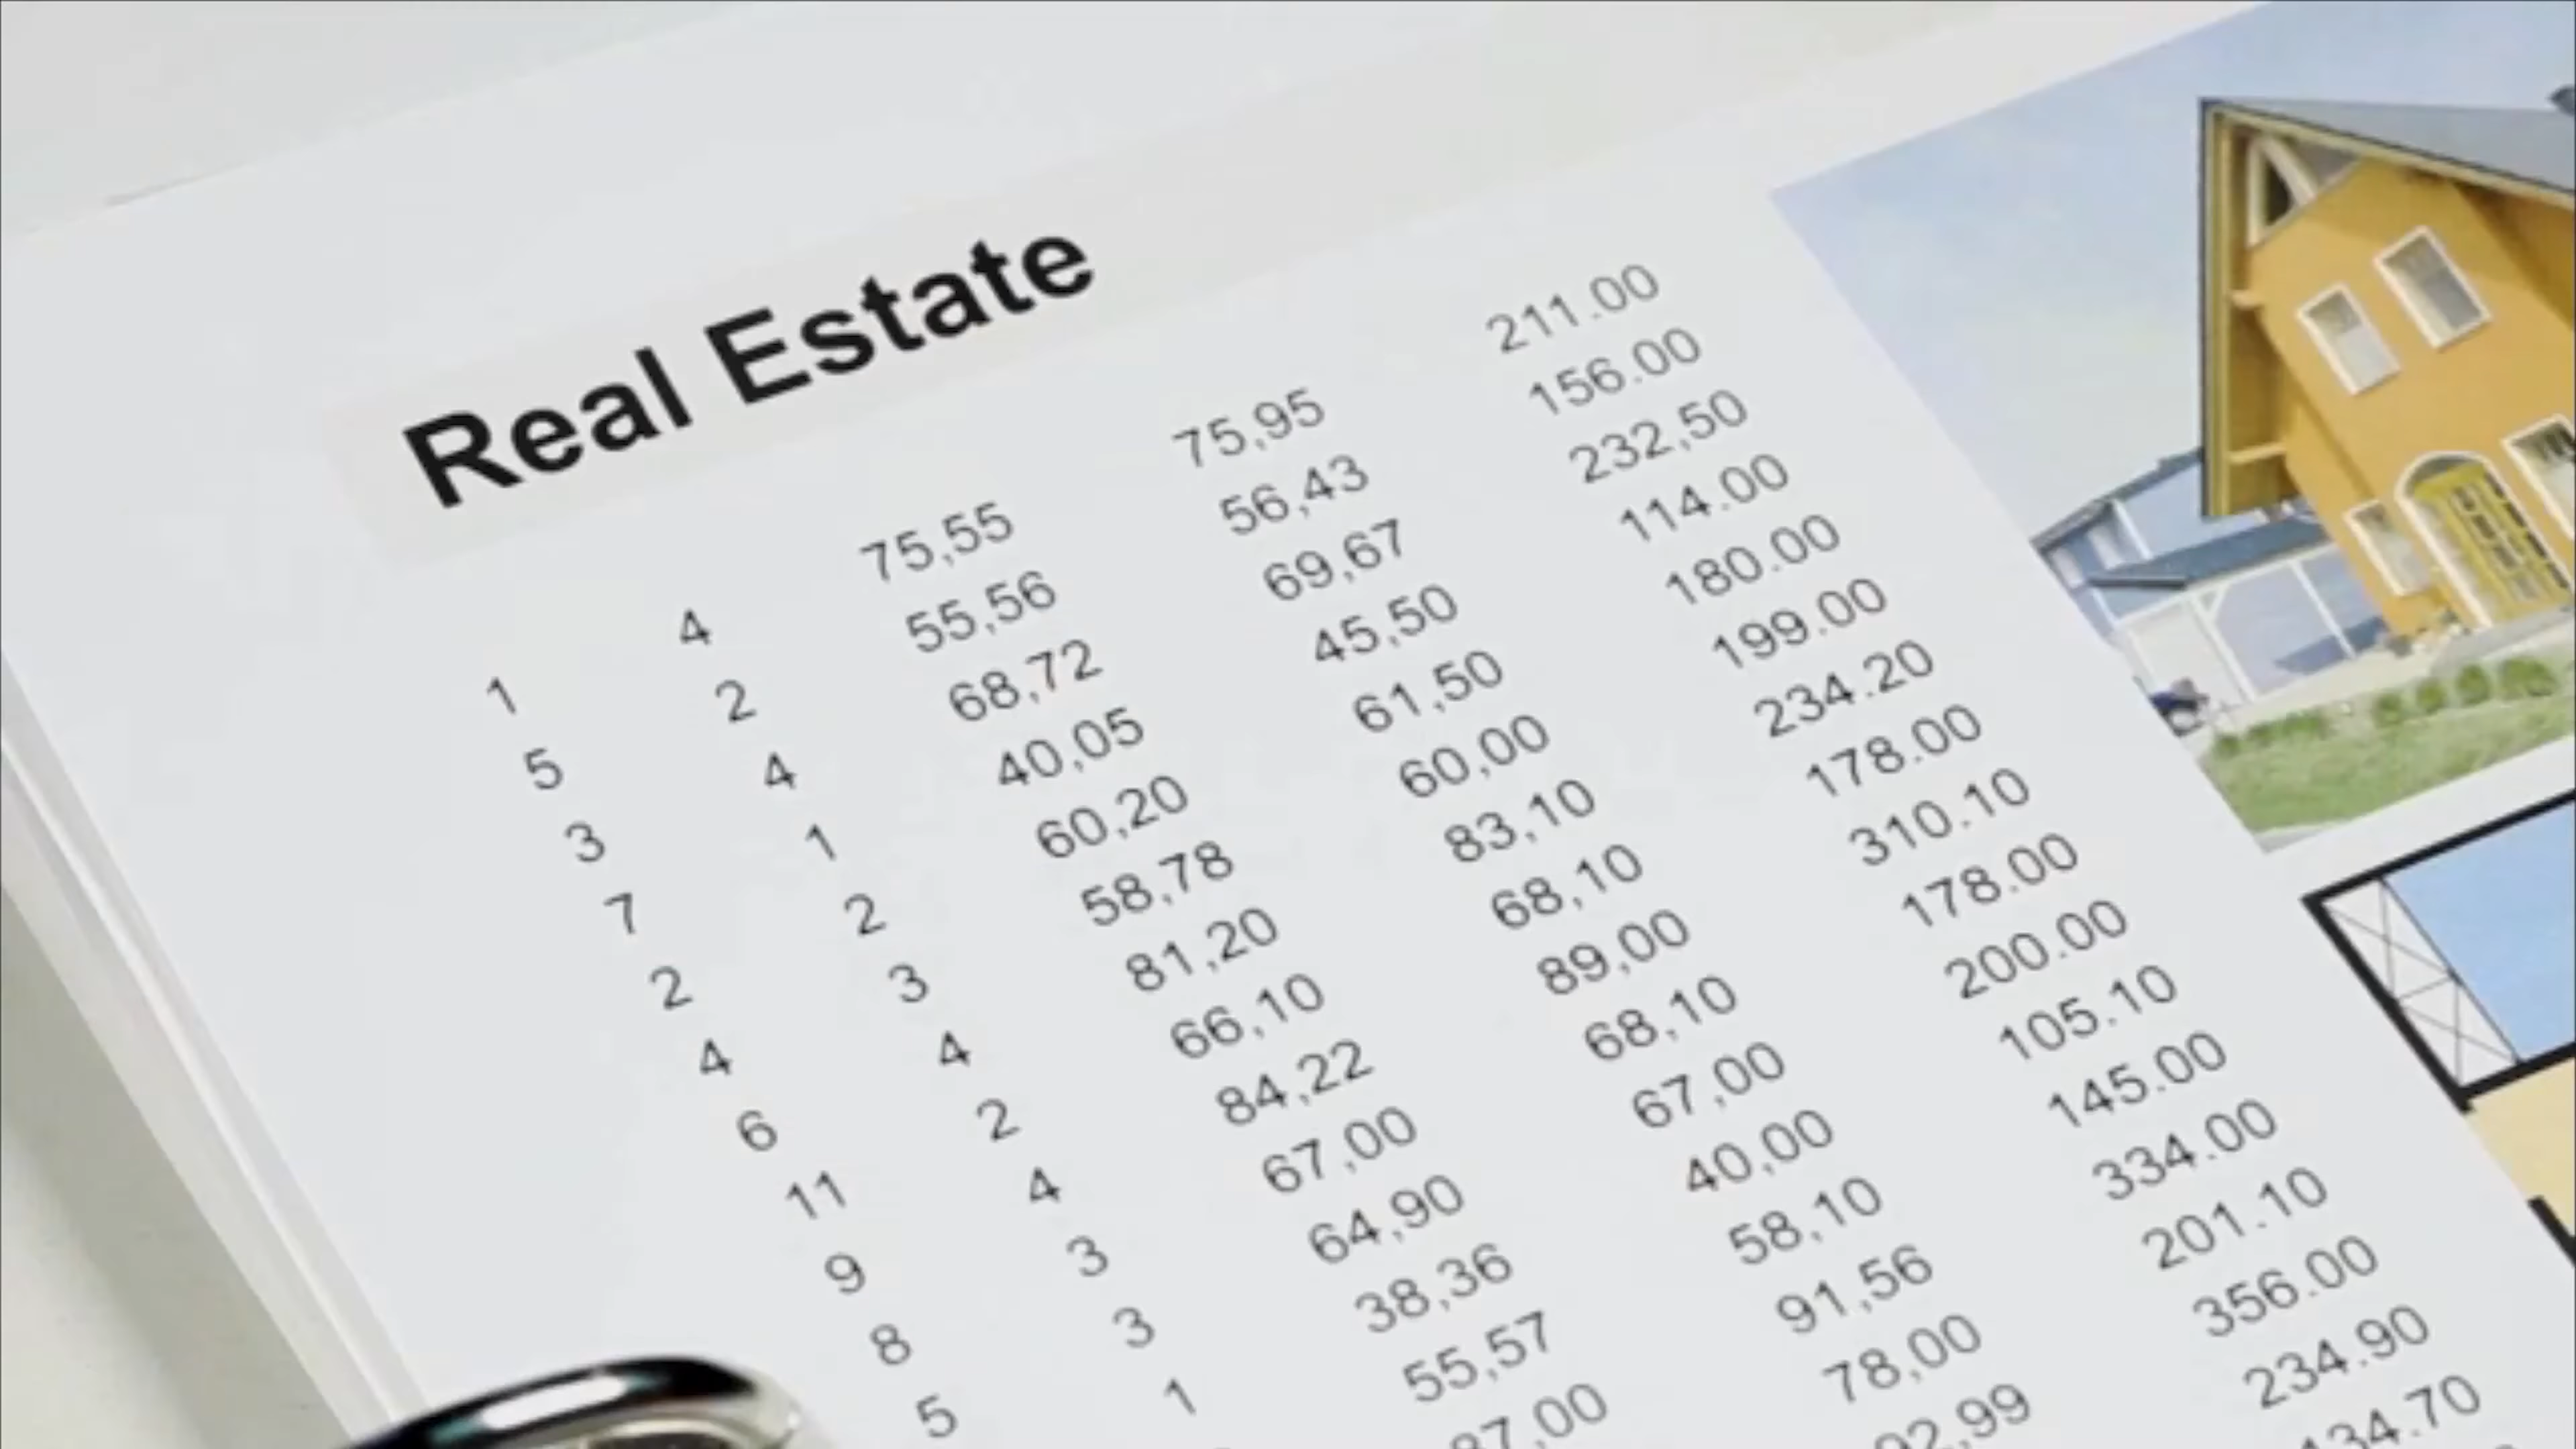 Real Estate
1 4 75,55 75,95 211.00
5 2 55,56 56,43 156.00
3 4 68,72 69,67 232,50
7 1 40,05 45,50 114.00
2 2 60,20 61,50 180.00
4 3 58,78 60,00 199.00
6 4 81,20 83,10 234.20
11 2 66,10 68,10 178.00
9 4 84,22 89,00 310.10
8 3 67,00 68,10 178.00
5 3 64,90 67,00 200.00
1 38,36 40,00 105.10
55,57 58,10 145.00
91,56 334.00
78,00 201.10
356.00
234.90